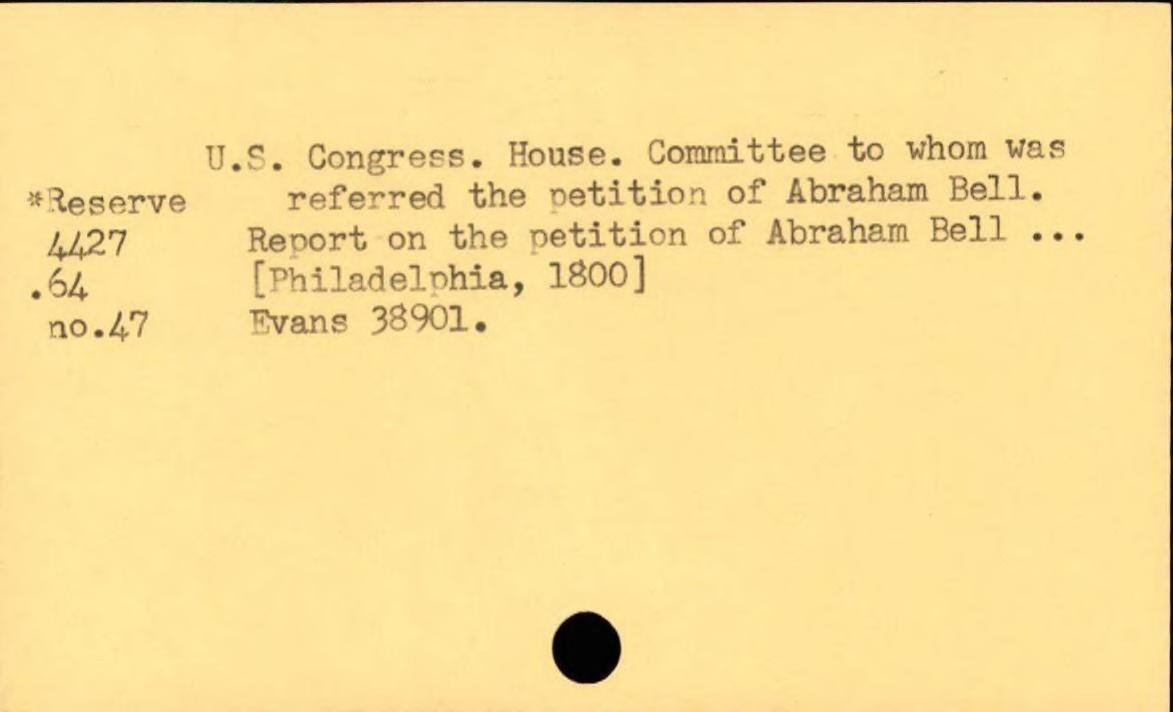 U.S. Congress. House. Committee to whom was
*Reserve referred the petition of Abraham Bell.
4427 Report on the petition of Abraham Bell ...
.64 [Philadelphia, 1800]
no.47 Evans 38901.